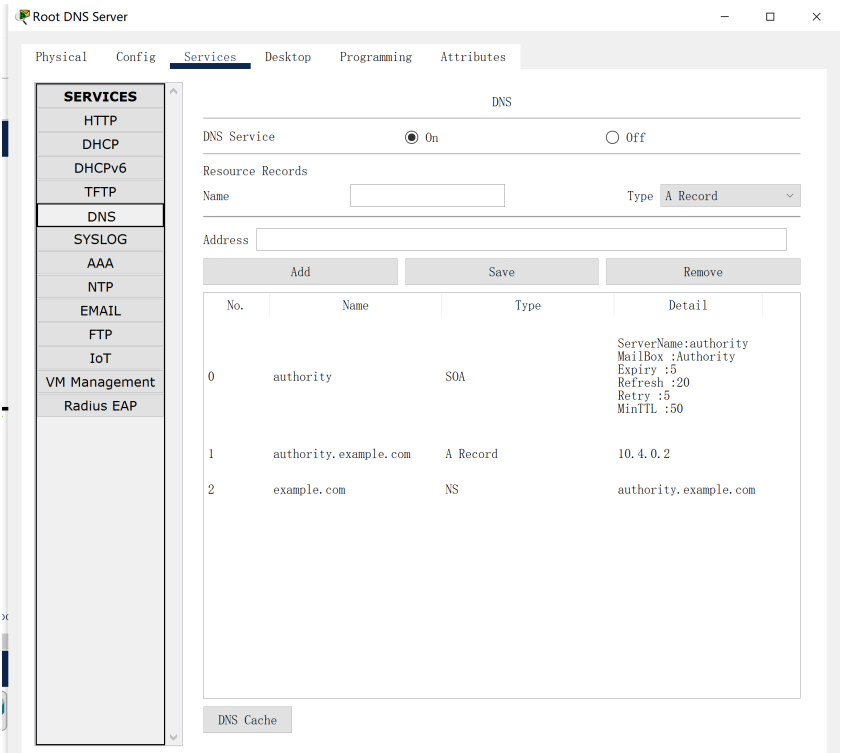 Root DNS Server
Physical Config Services Desktop Programming Attributes
SERVICES
HTTP
DHCP
DHCPv6
TFTP
DNS
SYSLOG
AAA
NTP
EMAIL
FTP
IoT
VM Management
Radius EAP
DNS
DNS Service On Off
Resource Records
Name Type A Record
Address
Add Save Remove
No. Name Type Detail
0 authority SOA
ServerName:authority
MailBox :Authority
Expiry :5
Refresh :20
Retry :5
MinTTL :50
1 authority.example.com A Record 10.4.0.2
2 example.com NS authority.example.com
DNS Cache